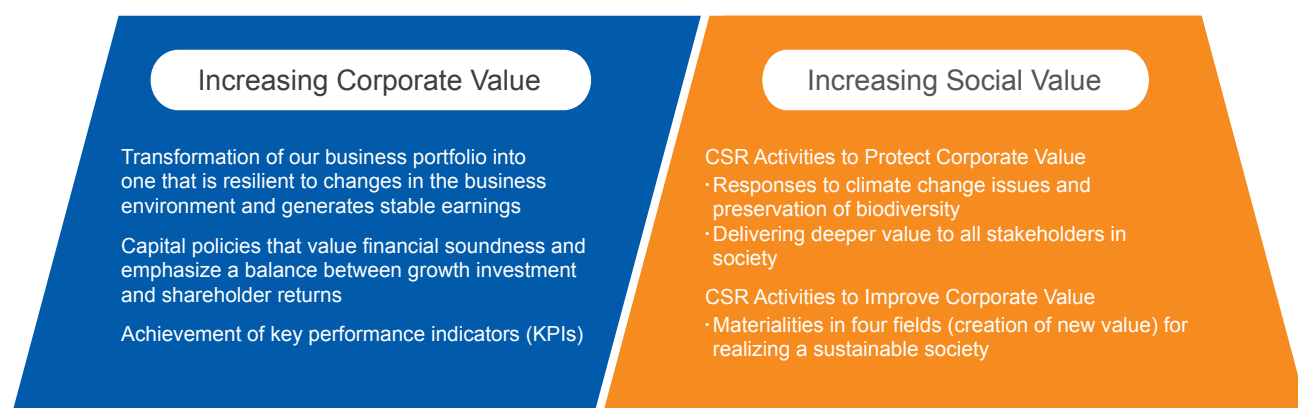 Increasing Corporate Value
Transformation of our business portfolio into
one that is resilient to changes in the business
environment and generates stable earnings
Capital policies that value financial soundness and
emphasize a balance between growth investment
and shareholder returns
Achievement of key performance indicators (KPIs)
Increasing Social Value
CSR Activities to Protect Corporate Value
・Responses to climate change issues and
preservation of biodiversity
・Delivering deeper value to all stakeholders in
society
CSR Activities to Improve Corporate Value
・Materialities in four fields (creation of new value) for
realizing a sustainable society